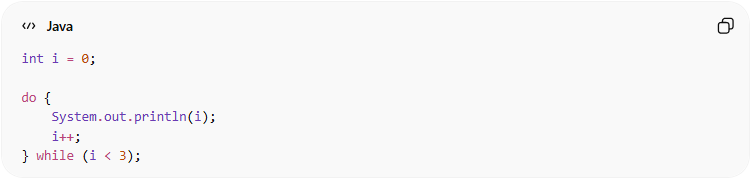 Java
int i = 0;
do {
    System.out.println(i);
    i++;
} while (i < 3);